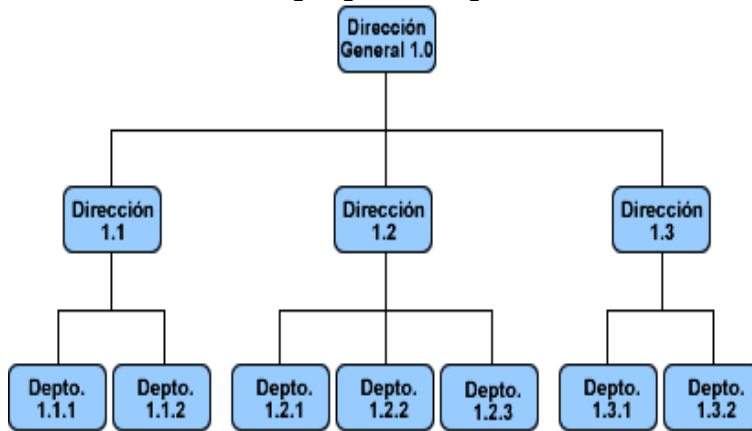 Dirección
General 1.0
Dirección
1.1
Dirección
1.2
Dirección
1.3
Depto.
1.1.1
Depto.
1.1.2
Depto.
1.2.1
Depto.
1.2.2
Depto.
1.2.3
Depto.
1.3.1
Depto.
1.3.2